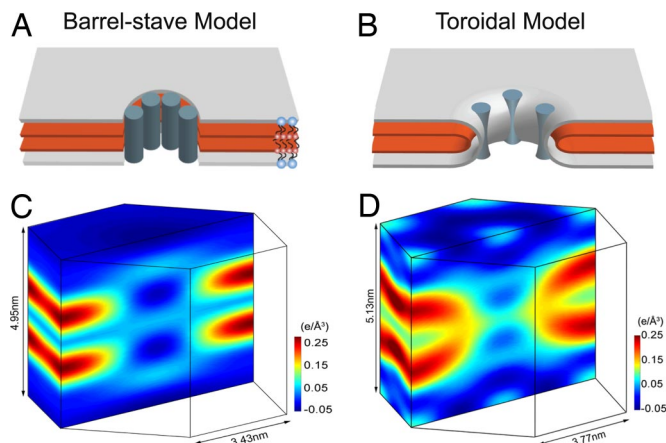 A Barrel-stave Model
B Toroidal Model
C
4.95nm
(e/Å³)
0.25
0.15
0.05
-0.05
3.43nm
D
5.13nm
(e/Å³)
0.25
0.15
0.05
-0.05
3.77nm